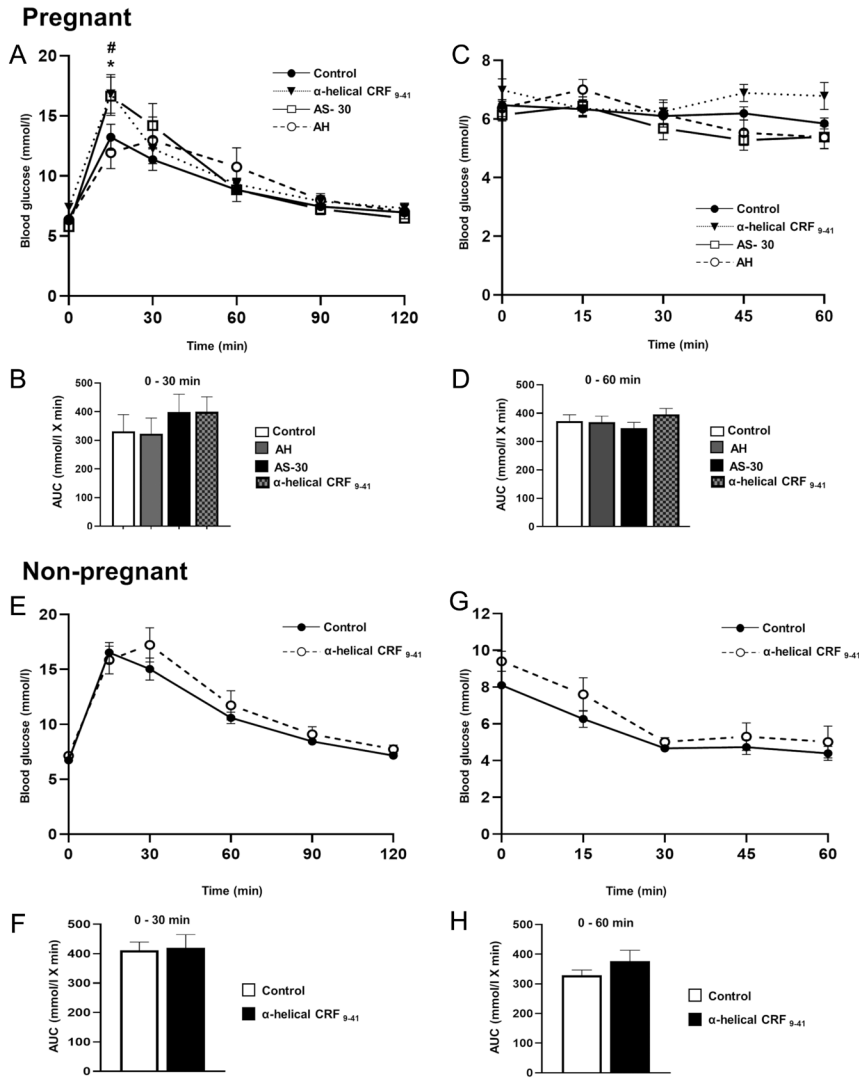 Pregnant
A
#
*
Control
α-helical CRF 9-41
AS- 30
AH
Blood glucose (mmol/l)
20
15
10
5
0
0 30 60 90 120
Time (min)
C
Blood glucose (mmol/l)
8
6
4
2
0
Control
α-helical CRF 9-41
AS- 30
AH
0 15 30 45 60
Time (min)
B
0 - 30 min
AUC (mmol/l X min)
500
400
300
200
100
0
Control
AH
AS-30
α-helical CRF 9-41
D
0 - 60 min
AUC (mmol/l X min)
500
400
300
200
100
0
Control
AH
AS-30
α-helical CRF 9-41
Non-pregnant
E
Blood glucose (mmol/l)
20
15
10
5
0
Control
α-helical CRF 9-41
0 30 60 90 120
Time (min)
G
Blood glucose (mmol/l)
12
10
8
6
4
2
0
Control
α-helical CRF 9-41
0 15 30 45 60
Time (min)
F
0 - 30 min
AUC (mmol/l X min)
500
400
300
200
100
0
Control
α-helical CRF 9-41
H
0 - 60 min
AUC (mmol/l X min)
500
400
300
200
100
0
Control
α-helical CRF 9-41